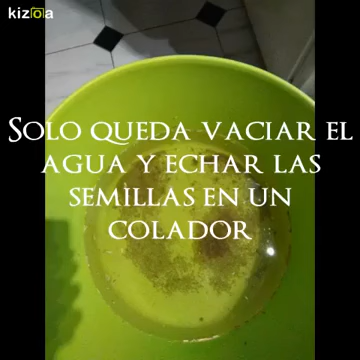 kizoa
SOLO QUEDA VACIAR EL
AGUA Y ECHAR LAS
SEMILLAS EN UN
COLADOR